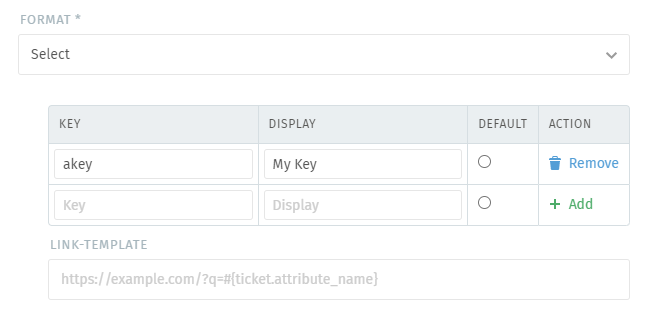 FORMAT *
Select
KEY DISPLAY DEFAULT ACTION
akey My Key Remove
Key Display Add
LINK-TEMPLATE
https://example.com/?q=#{ticket.attribute_name}